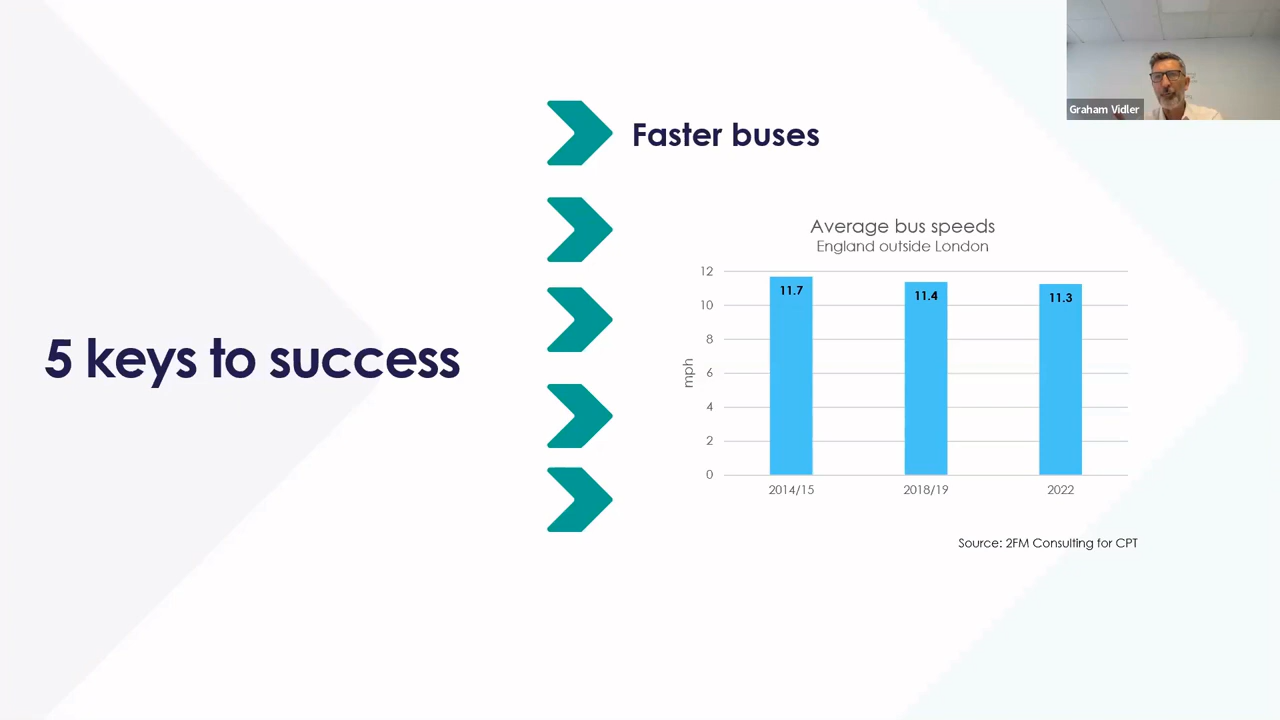 Graham Vidler
Faster buses
5 keys to success
Average bus speeds
England outside London
mph
12
10
8
6
4
2
0
11.7
11.4
11.3
2014/15
2018/19
2022
Source: 2FM Consulting for CPT